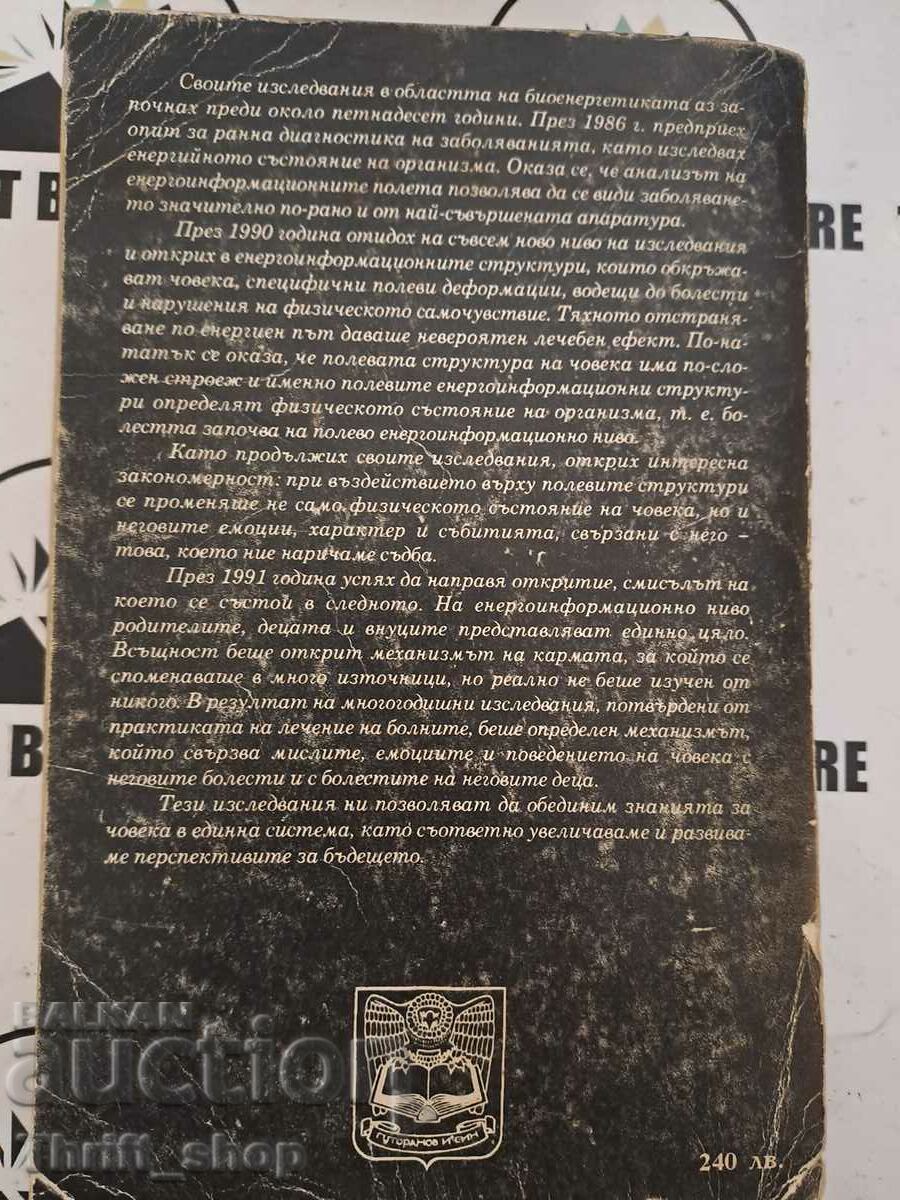 Своите изследвания в областта на биоенергетиката аз за-
почнах преди около петнадесет години. През 1986 г. предприех
опит за ранна диагностика на заболяванията, като изследвах
енергийното състояние на организма. Оказа се, че анализът на
енергоинформационните полета позволява да се види заболяване-
то значително по-рано и от най-съвършената апаратура.
През 1990 година отидох на съвсем ново ниво на изследвания
и открих в енергоинформационните структури, които обкръжа-
ват човека, специфични полеви деформации, водещи до болести
и нарушения на физическото самочувствие. Тяхното отстраня-
ване по енергиен път даваше невероятен лечебен ефект. По-на-
татък се оказа, че полевата структура на човека има по-сло-
жен строеж и именно полевите енергоинформационни структу-
ри определят физическото състояние на организма, т. е. бо-
лестта започва на полево енергоинформационно ниво.
Като продължих своите изследвания, открих интересна
закономерност: при въздействието върху полевите структури
се променяше не само физическото състояние на човека, но и
неговите емоции, характер и събитията, свързани с него –
това, което ние наричаме съдба.
През 1991 година успях да направя откритие, смисълът на
което се състои в следното. На енергоинформационно ниво
родителите, децата и внуците представляват единно цяло.
Всъщност беше открит механизмът на кармата, за който се
споменаваше в много източници, но реално не беше изучен от
никого. В резултат на многогодишни изследвания, потвърдени от
практиката на лечение на болните, беше определен механизмът,
който свързва мислите, емоциите и поведението на човека с
неговите болести и с болестите на неговите деца.
Тези изследвания ни позволяват да обединим знанията за
човека в единна система, като съответно увеличаваме и развива-
ме перспективите за бъдещето.
BALKAN
auction
thrift_shop
Гуторанов и син
240 лв.
T B
RE
T
B
RE